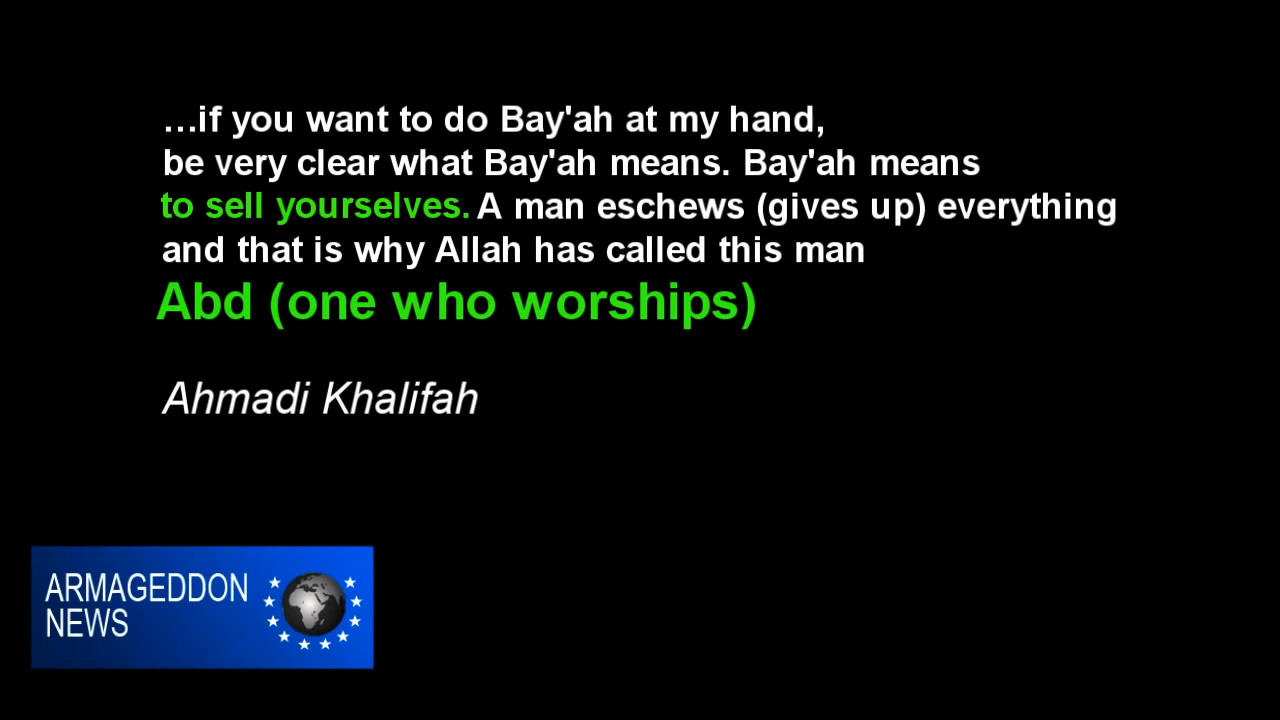 …if you want to do Bay'ah at my hand,
be very clear what Bay'ah means. Bay'ah means
to sell yourselves. A man eschews (gives up) everything
and that is why Allah has called this man
Abd (one who worships)
Ahmadi Khalifah
ARMAGEDDON
NEWS